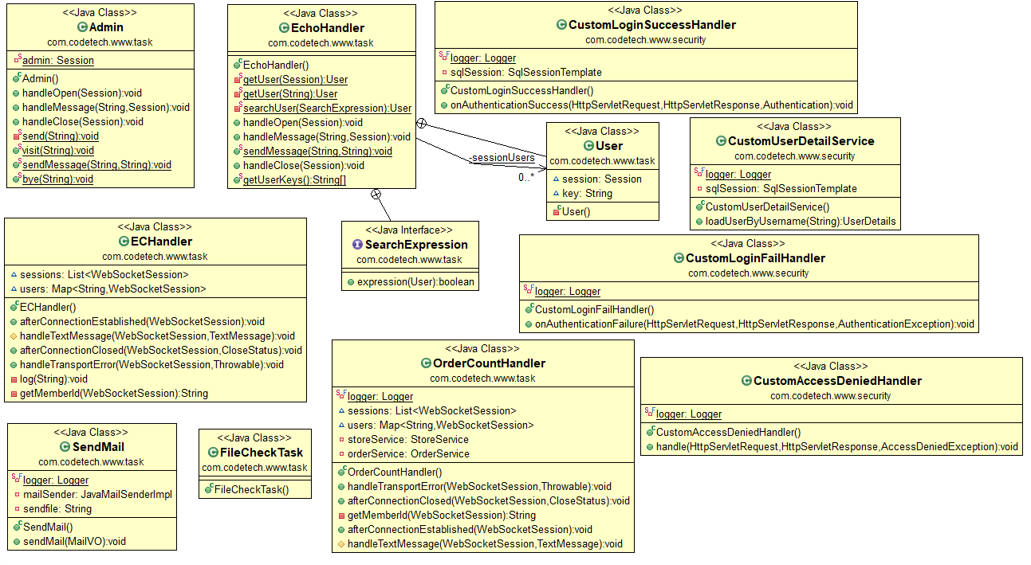 <<Java Class>>
Admin
com.codetech.www.task
admin: Session
Admin()
handleOpen(Session):void
handleMessage(String,Session):void
handleClose(Session):void
send(String):void
visit(String):void
sendMessage(String,String):void
bye(String):void
<<Java Class>>
EchoHandler
com.codetech.www.task
EchoHandler()
getUser(Session):User
getUser(String):User
searchUser(SearchExpression):User
handleOpen(Session):void
handleMessage(String,Session):void
sendMessage(String,String):void
handleClose(Session):void
getUserKeys():String[]
<<Java Class>>
CustomLoginSuccessHandler
com.codetech.www.security
logger: Logger
sqlSession: SqlSessionTemplate
CustomLoginSuccessHandler()
onAuthenticationSuccess(HttpServletRequest,HttpServletResponse,Authentication):void
-sessionUsers
0..*
<<Java Class>>
User
com.codetech.www.task
session: Session
key: String
User()
<<Java Class>>
CustomUserDetailService
com.codetech.www.security
logger: Logger
sqlSession: SqlSessionTemplate
CustomUserDetailService()
loadUserByUsername(String):UserDetails
<<Java Class>>
ECHandler
com.codetech.www.task
sessions: List<WebSocketSession>
users: Map<String,WebSocketSession>
ECHandler()
afterConnectionEstablished(WebSocketSession):void
handleTextMessage(WebSocketSession,TextMessage):void
afterConnectionClosed(WebSocketSession,CloseStatus):void
handleTransportError(WebSocketSession,Throwable):void
log(String):void
getMemberId(WebSocketSession):String
<<Java Interface>>
SearchExpression
com.codetech.www.task
expression(User):boolean
<<Java Class>>
CustomLoginFailHandler
com.codetech.www.security
logger: Logger
CustomLoginFailHandler()
onAuthenticationFailure(HttpServletRequest,HttpServletResponse,AuthenticationException):void
<<Java Class>>
OrderCountHandler
com.codetech.www.task
logger: Logger
sessions: List<WebSocketSession>
users: Map<String,WebSocketSession>
storeService: StoreService
orderService: OrderService
OrderCountHandler()
handleTransportError(WebSocketSession,Throwable):void
afterConnectionClosed(WebSocketSession,CloseStatus):void
getMemberId(WebSocketSession):String
afterConnectionEstablished(WebSocketSession):void
handleTextMessage(WebSocketSession,TextMessage):void
<<Java Class>>
CustomAccessDeniedHandler
com.codetech.www.security
logger: Logger
CustomAccessDeniedHandler()
handle(HttpServletRequest,HttpServletResponse,AccessDeniedException):void
<<Java Class>>
SendMail
com.codetech.www.task
logger: Logger
mailSender: JavaMailSenderImpl
sendfile: String
SendMail()
sendMail(MailVO):void
<<Java Class>>
FileCheckTask
com.codetech.www.task
FileCheckTask()